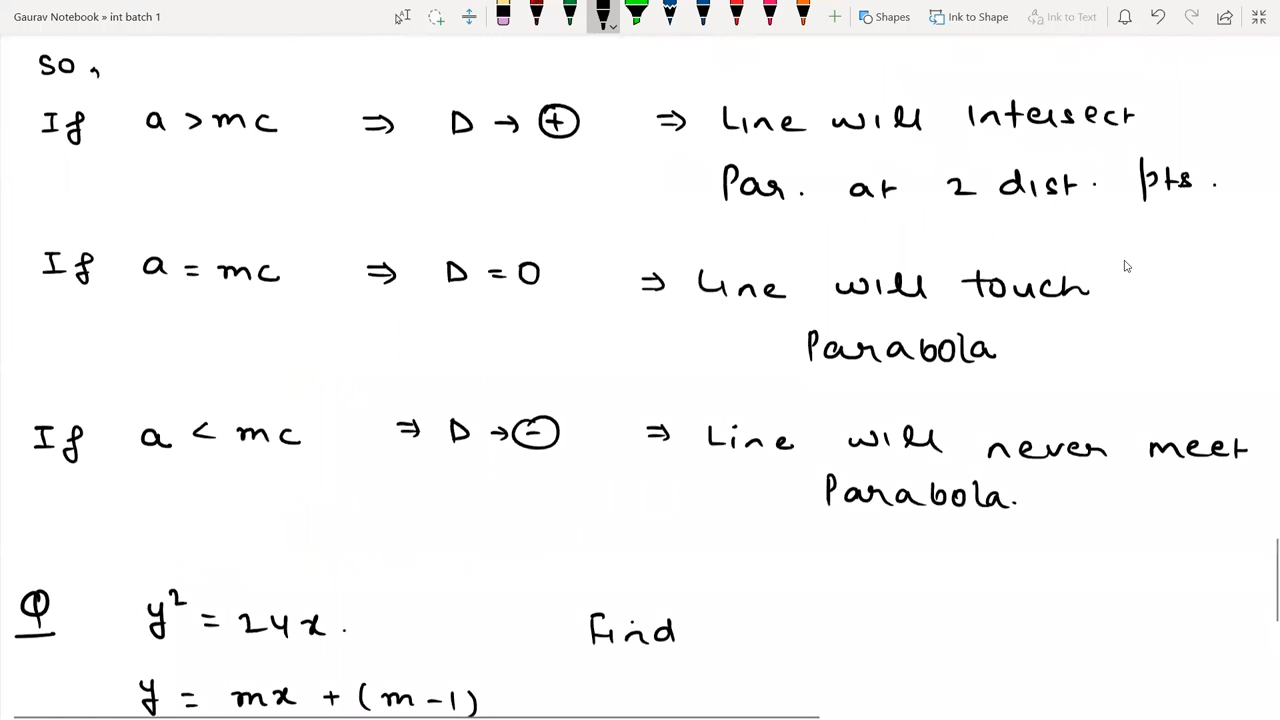 Gaurav Notebook » int batch 1
Shapes
Ink to Shape
Ink to Text
so,
If a > mc ⇒ D → + ⇒ Line will Intersect
Par. at 2 dist. pts.
If a = mc ⇒ D = 0 ⇒ Line will touch
Parabola
If a < mc ⇒ D → - ⇒ Line will never meet
Parabola.
Q y² = 24x. Find
y = mx + (m-1)